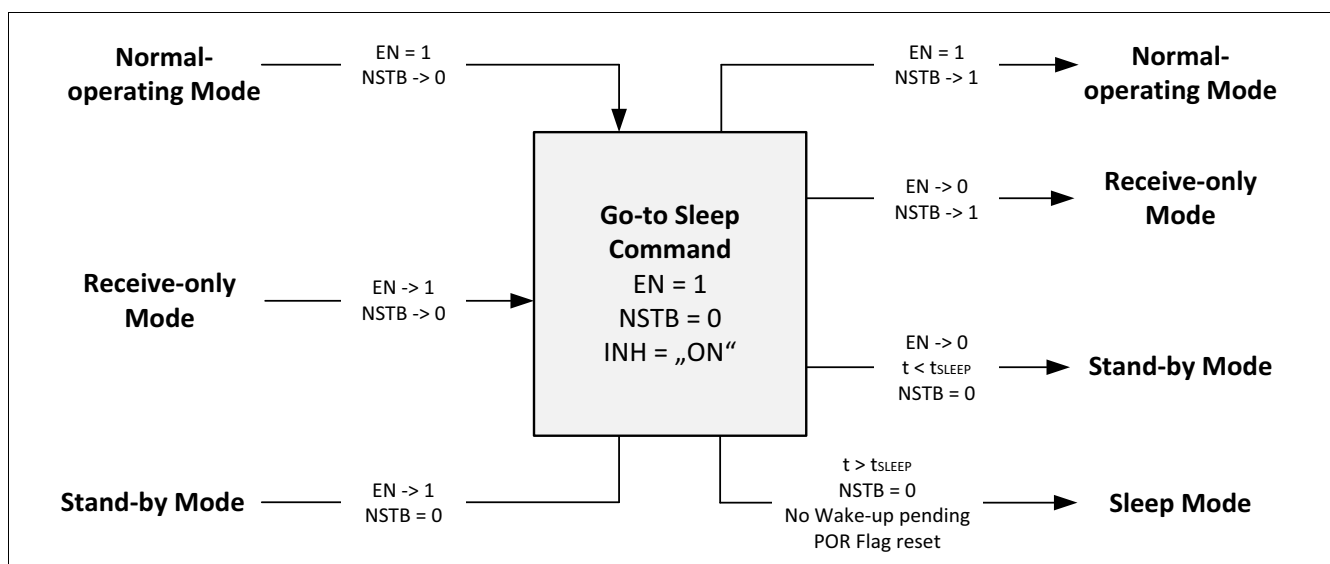 Normal-
operating Mode
EN = 1
NSTB -> 0
EN = 1
NSTB -> 1
Normal-
operating Mode
Receive-only
Mode
EN -> 1
NSTB -> 0
Go-to Sleep
Command
EN = 1
NSTB = 0
INH = „ON“
EN -> 0
NSTB -> 1
Receive-only
Mode
EN -> 0
t < tSLEEP
NSTB = 0
Stand-by Mode
Stand-by Mode
EN -> 1
NSTB = 0
t > tSLEEP
NSTB = 0
No Wake-up pending
POR Flag reset
Sleep Mode